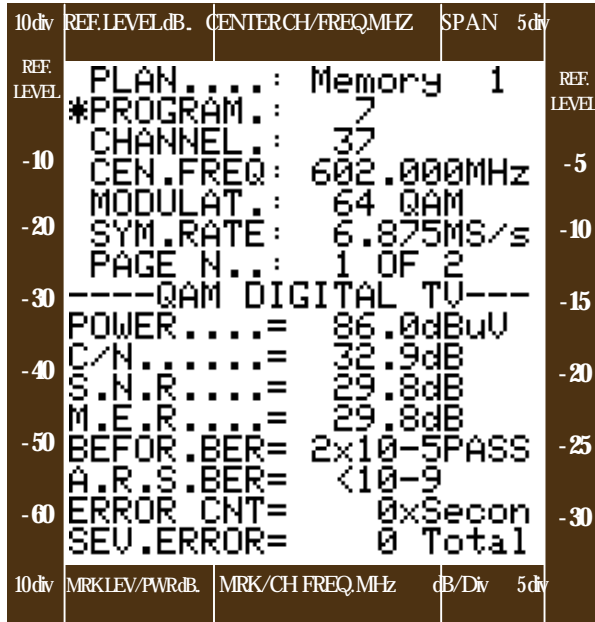 10div REF.LEVELdB. CENTER CH/FREQ.MHZ SPAN 5div
REF. LEVEL
REF. LEVEL
-10
-20
-30
-40
-50
-60
PLAN....: Memory 1
*PROGRAM.: 7
CHANNEL.: 37
CEN.FREQ: 602.000MHz
MODULAT.: 64 QAM
SYM.RATE: 6.875MS/s
PAGE N..: 1 OF 2
----QAM DIGITAL TV---
POWER....= 86.0dBuV
C/N......= 32.9dB
S.N.R....= 29.8dB
M.E.R....= 29.8dB
BEFOR.BER= 2x10-5PASS
A.R.S.BER= <10-9
ERROR CNT= 0xSecon
SEV.ERROR= 0 Total
-5
-10
-15
-20
-25
-30
10div MRK LEV/PWRdB. MRK/CH FREQ.MHz dB/Div 5div